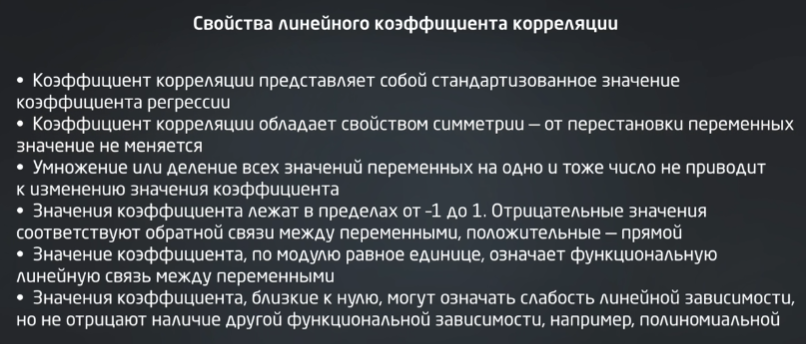 Свойства линейного коэффициента корреляции
• Коэффициент корреляции представляет собой стандартизованное значение
коэффициента регрессии
• Коэффициент корреляции обладает свойством симметрии – от перестановки переменных
значение не меняется
• Умножение или деление всех значений переменных на одно и тоже число не приводит
к изменению значения коэффициента
• Значения коэффициента лежат в пределах от -1 до 1. Отрицательные значения
соответствуют обратной связи между переменными, положительные – прямой
• Значение коэффициента, по модулю равное единице, означает функциональную
линейную связь между переменными
• Значения коэффициента, близкие к нулю, могут означать слабость линейной зависимости,
но не отрицают наличие другой функциональной зависимости, например, полиномиальной